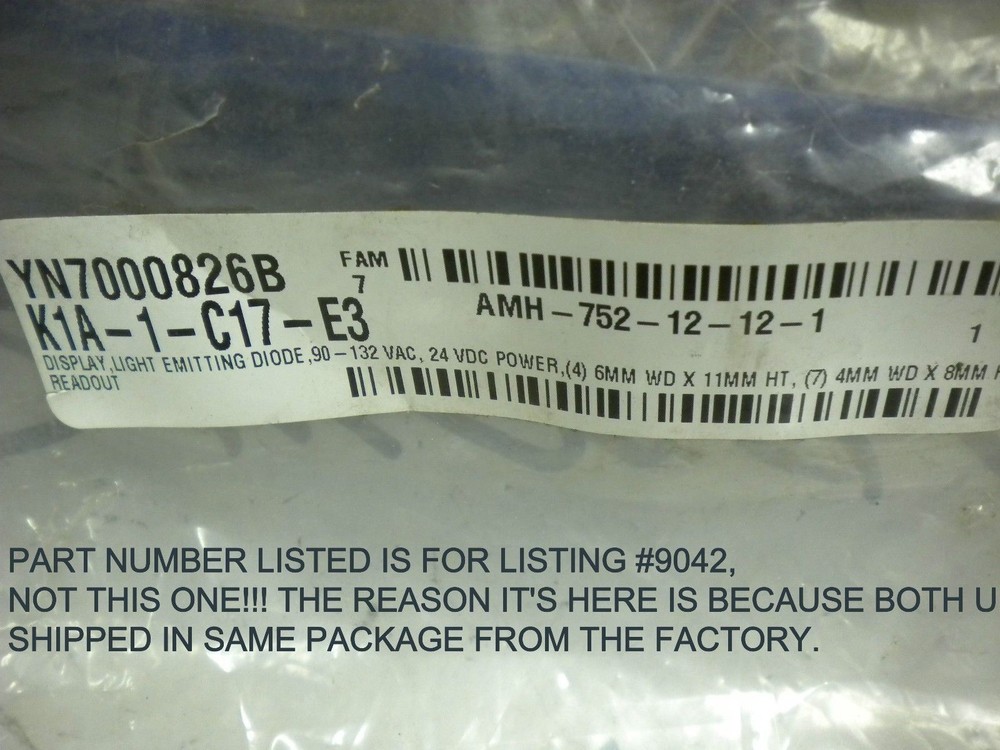 YN7000826B
FAM
7
K1A-1-C17-E3
AMH-752-12-12-1
1
DISPLAY,LIGHT EMITTING DIODE,90-132 VAC, 24 VDC POWER,(4) 6MM WD X 11MM HT, (7) 4MM WD X 8MM
READOUT
PART NUMBER LISTED IS FOR LISTING #9042,
NOT THIS ONE!!! THE REASON IT'S HERE IS BECAUSE BOTH U
SHIPPED IN SAME PACKAGE FROM THE FACTORY.